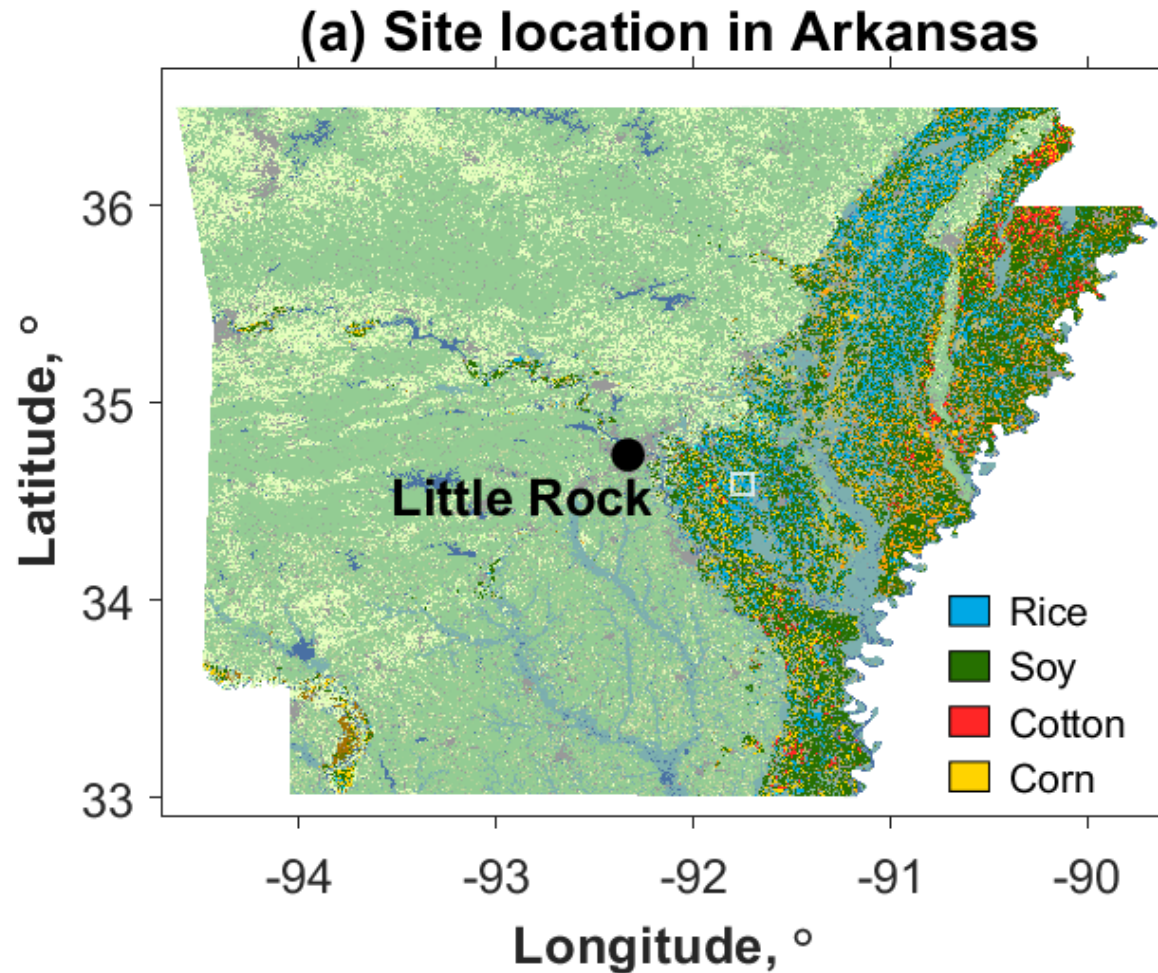 (a) Site location in Arkansas
36
35
34
33
Latitude, °
Little Rock
Rice
Soy
Cotton
Corn
-94 -93 -92 -91 -90
Longitude, °